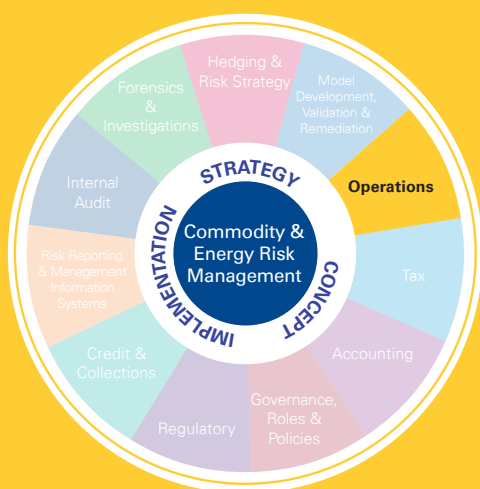 Hedging &
Risk Strategy
Model
Development,
Validation &
Remediation
Operations
Tax
Accounting
Governance,
Roles &
Policies
Regulatory
Credit &
Collections
Risk Reporting
& Management
Information
Systems
Internal
Audit
Forensics
&
Investigations
STRATEGY
CONCEPT
IMPLEMENTATION
Commodity &
Energy Risk
Management